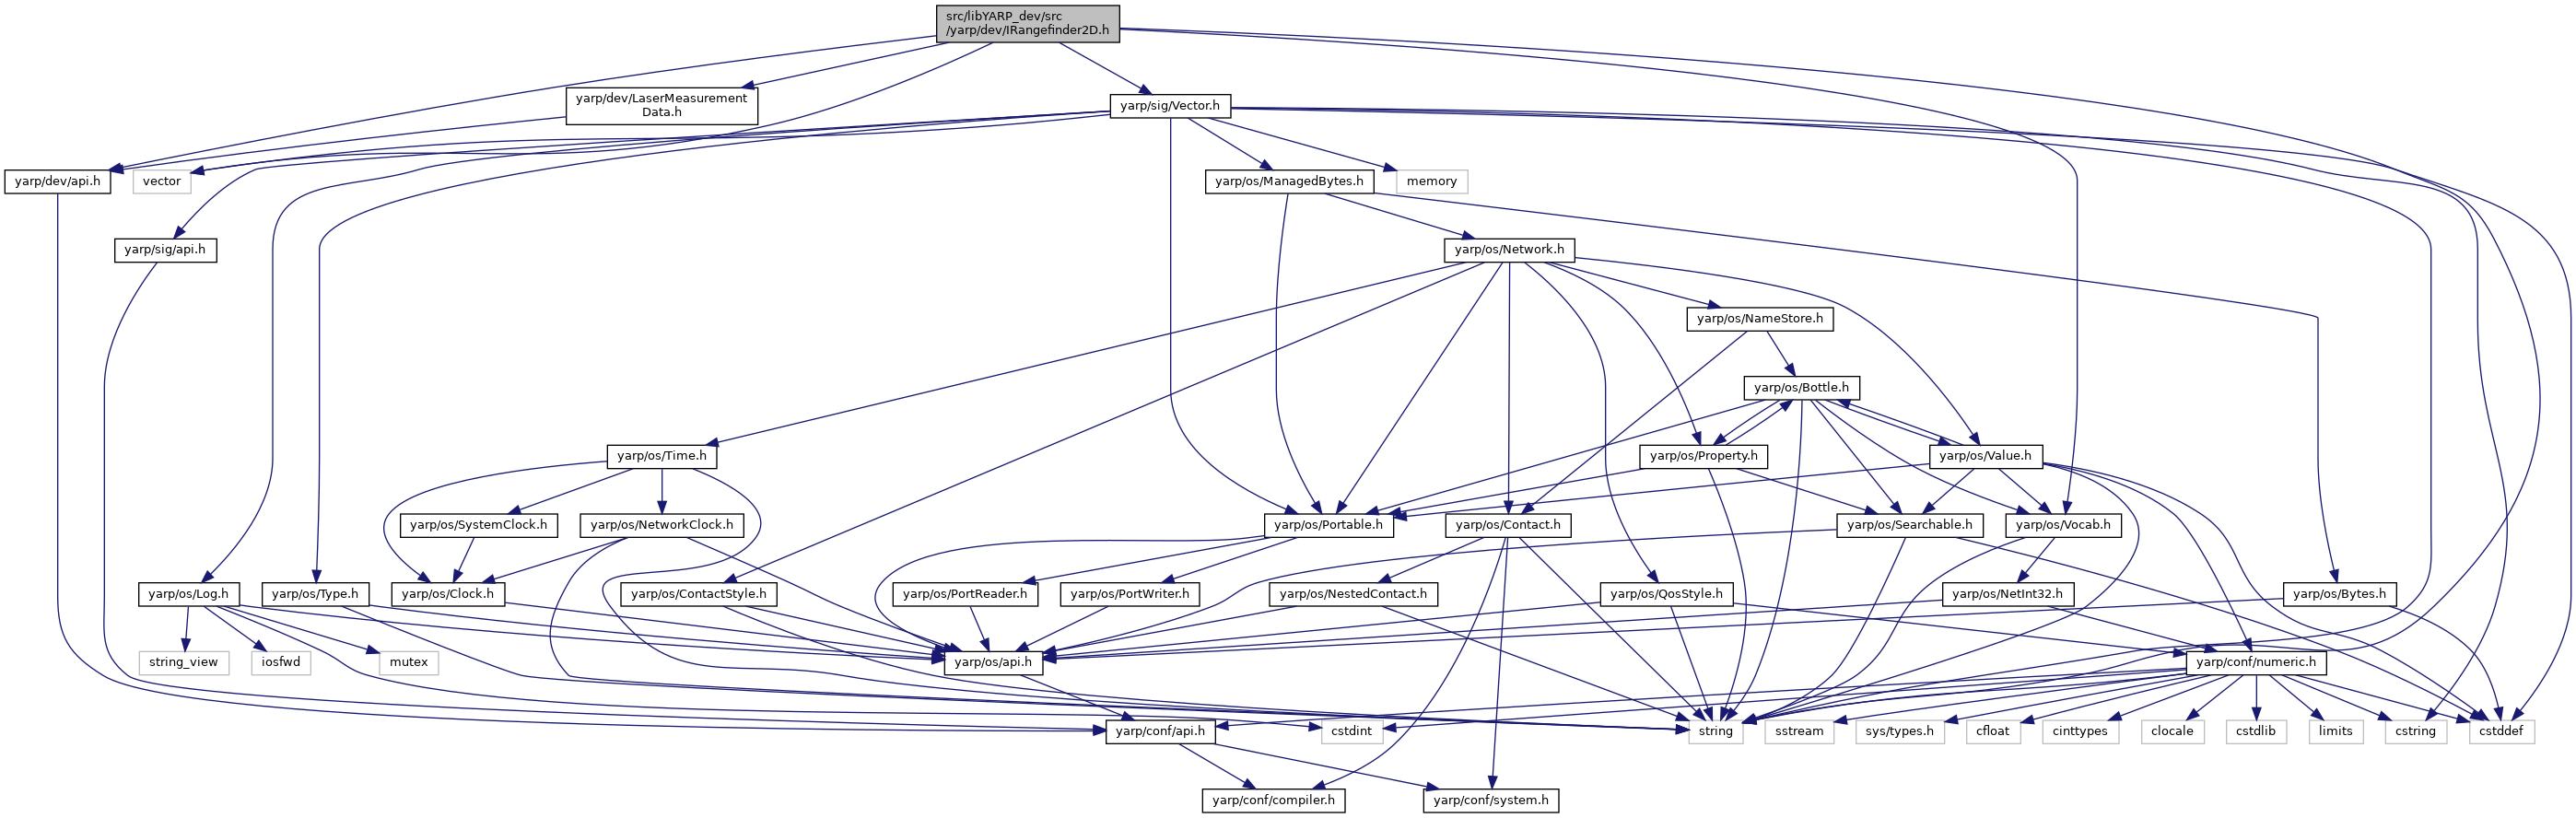 src/libYARP_dev/src
/yarp/dev/IRangefinder2D.h
yarp/dev/LaserMeasurement
Data.h
yarp/sig/Vector.h
yarp/dev/api.h
vector
yarp/os/ManagedBytes.h
memory
yarp/sig/api.h
yarp/os/Network.h
yarp/os/NameStore.h
yarp/os/Bottle.h
yarp/os/Time.h
yarp/os/Property.h
yarp/os/Value.h
yarp/os/SystemClock.h
yarp/os/NetworkClock.h
yarp/os/Portable.h
yarp/os/Contact.h
yarp/os/Searchable.h
yarp/os/Vocab.h
yarp/os/Log.h
yarp/os/Type.h
yarp/os/Clock.h
yarp/os/ContactStyle.h
yarp/os/PortReader.h
yarp/os/PortWriter.h
yarp/os/NestedContact.h
yarp/os/QosStyle.h
yarp/os/NetInt32.h
yarp/os/Bytes.h
string_view
iosfwd
mutex
yarp/os/api.h
yarp/conf/numeric.h
yarp/conf/api.h
cstdint
string
sstream
sys/types.h
cfloat
cinttypes
clocale
cstdlib
limits
cstring
cstddef
yarp/conf/compiler.h
yarp/conf/system.h